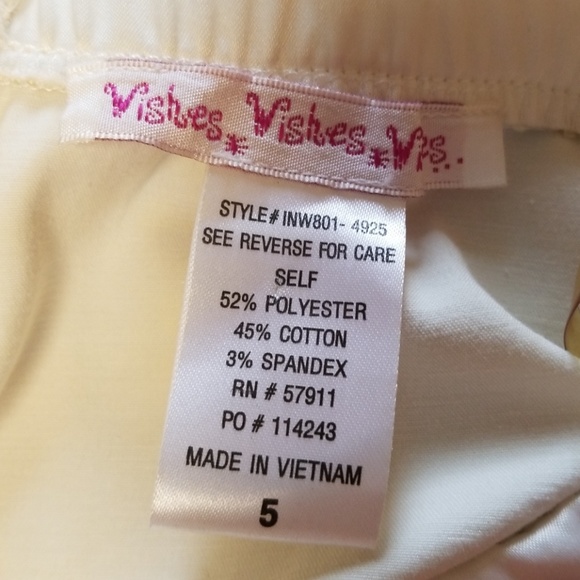 Wishes * Wishes * Wis...
STYLE# INW801- 4925
SEE REVERSE FOR CARE
SELF
52% POLYESTER
45% COTTON
3% SPANDEX
RN # 57911
PO # 114243
MADE IN VIETNAM
5